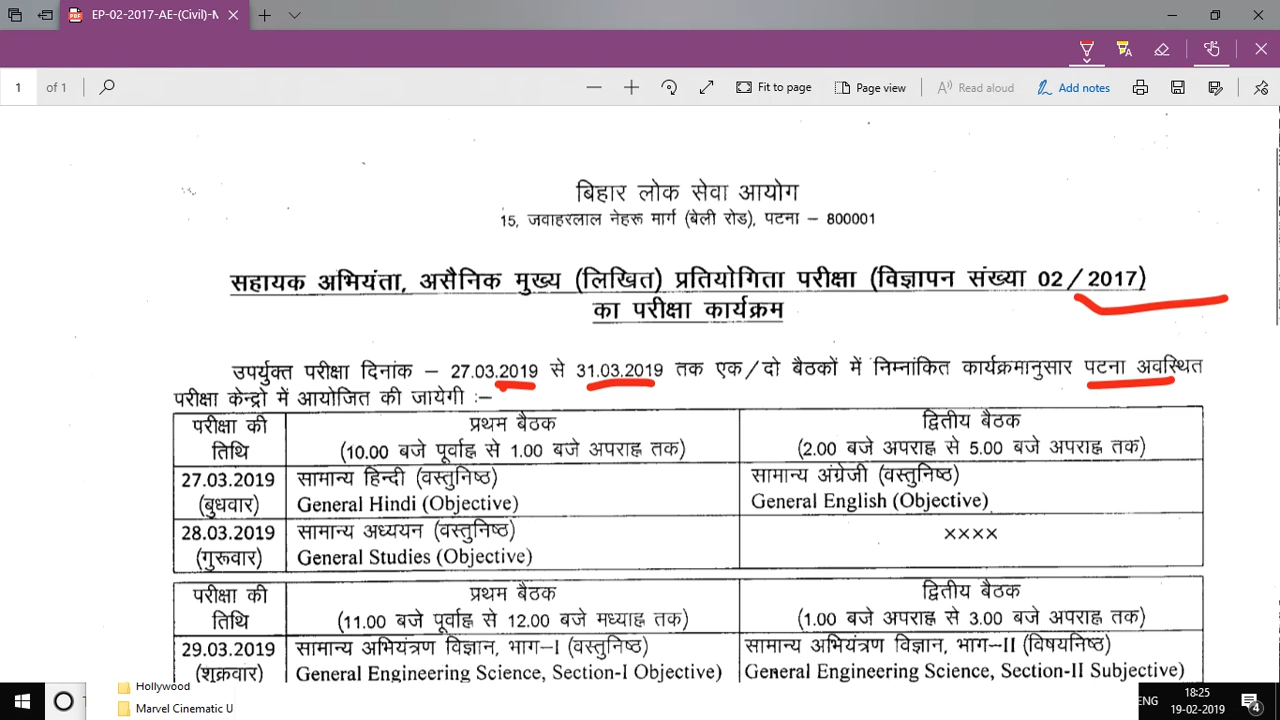 EP-02-2017-AE-(Civil)-M
1 of 1 Fit to page Page view Read aloud Add notes
बिहार लोक सेवा आयोग
15, जवाहरलाल नेहरू मार्ग (बेली रोड), पटना – 800001
सहायक अभियंता, असैनिक मुख्य (लिखित) प्रतियोगिता परीक्षा (विज्ञापन संख्या 02/2017)
का परीक्षा कार्यक्रम
उपर्युक्त परीक्षा दिनांक – 27.03.2019 से 31.03.2019 तक एक/दो बैठकों में निम्नांकित कार्यक्रमानुसार पटना अवस्थित
परीक्षा केन्द्रो में आयोजित की जायेगी :–
परीक्षा की तिथि
प्रथम बैठक
(10.00 बजे पूर्वाह्न से 1.00 बजे अपराह्न तक)
द्वितीय बैठक
(2.00 बजे अपराह्न से 5.00 बजे अपराह्न तक)
27.03.2019
(बुधवार)
सामान्य हिन्दी (वस्तुनिष्ठ)
General Hindi (Objective)
सामान्य अंग्रेजी (वस्तुनिष्ठ)
General English (Objective)
28.03.2019
(गुरूवार)
सामान्य अध्ययन (वस्तुनिष्ठ)
General Studies (Objective)
××××
परीक्षा की तिथि
प्रथम बैठक
(11.00 बजे पूर्वाह्न से 12.00 बजे मध्याह्न तक)
द्वितीय बैठक
(1.00 बजे अपराह्न से 3.00 बजे अपराह्न तक)
29.03.2019
(शुक्रवार)
सामान्य अभियंत्रण विज्ञान, भाग–I (वस्तुनिष्ठ)
General Engineering Science, Section-I Objective)
सामान्य अभियंत्रण विज्ञान, भाग–II (विषयनिष्ठ)
General Engineering Science, Section-II Subjective)
Hollywood
Marvel Cinematic U
ENG
18:25
19-02-2019
4